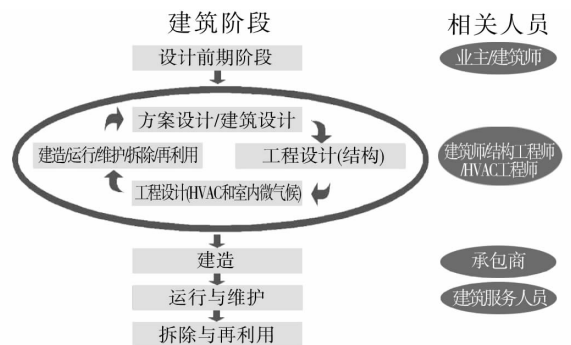 建筑阶段
相关人员
设计前期阶段
业主/建筑师
方案设计/建筑设计
建造/运行/维护/拆除/再利用
工程设计(结构)
建筑师/结构工程师
/HVAC工程师
工程设计(HVAC和室内微气候)
建造
承包商
运行与维护
建筑服务人员
拆除与再利用